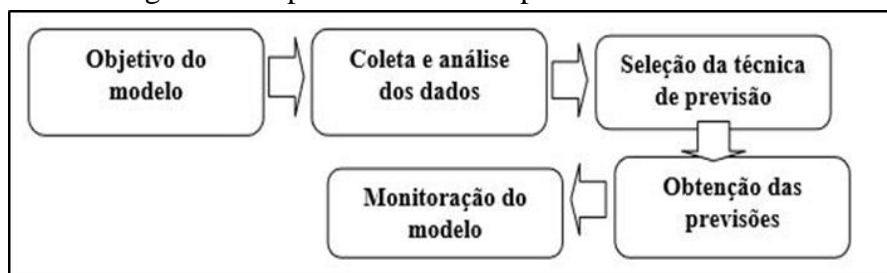 Objetivo do
modelo
Coleta e análise
dos dados
Seleção da técnica
de previsão
Obtenção das
previsões
Monitoração do
modelo